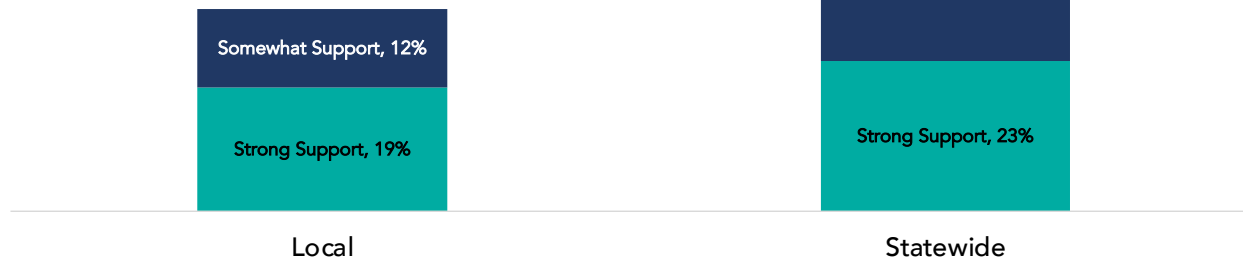 Somewhat Support, 12%
Strong Support, 19%
Strong Support, 23%
Local
Statewide